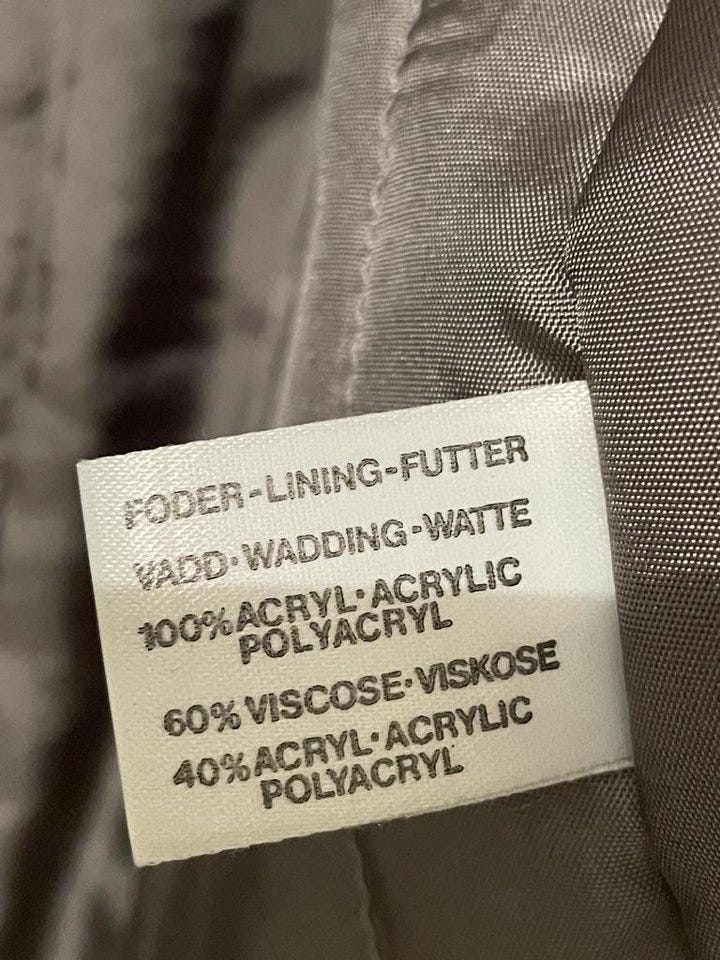 FODER-LINING-FUTTER
VADD·WADDING-WATTE
100% ACRYL·ACRYLIC
POLYACRYL
60% VISCOSE·VISKOSE
40% ACRYL·ACRYLIC
POLYACRYL